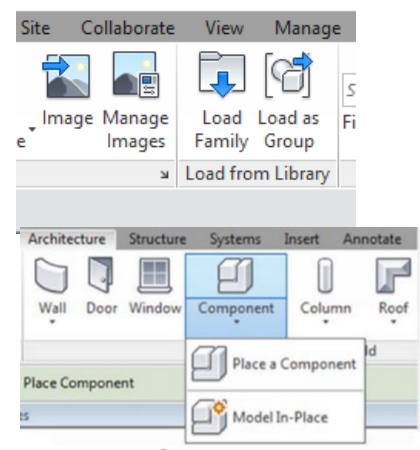 Site Collaborate View Manage
Image Manage Images Load Family Load as Group
Load from Library
Architecture Structure Systems Insert Annotate
Wall Door Window Component Column Roof
Place a Component
Place Component
Model In-Place